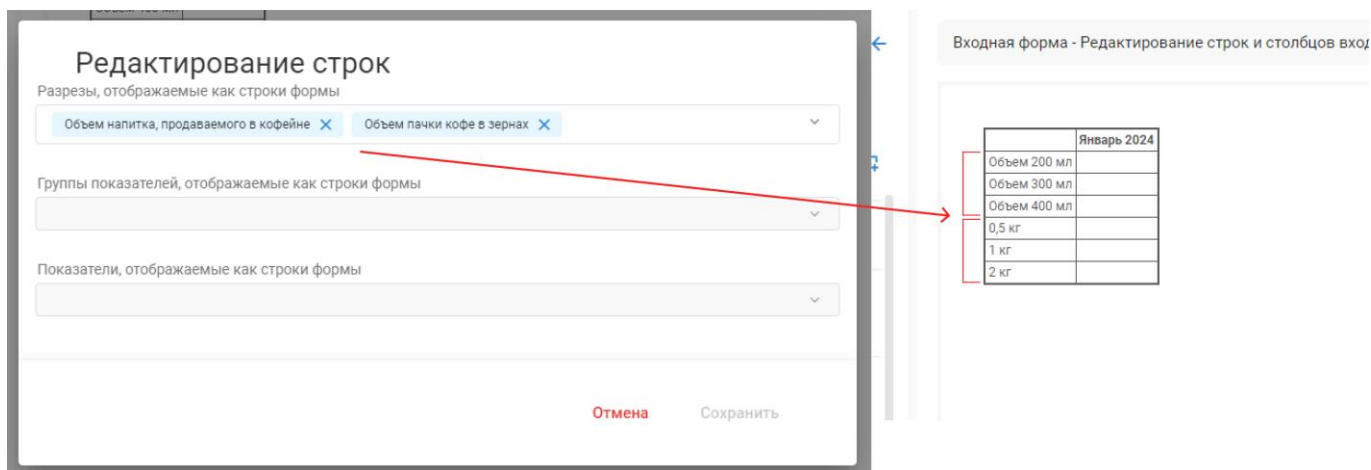 Редактирование строк
Разрезы, отображаемые как строки формы
Объем напитка, продаваемого в кофейне
Объем пачки кофе в зернах
Группы показателей, отображаемые как строки формы
Показатели, отображаемые как строки формы
Отмена
Сохранить
Входная форма - Редактирование строк и столбцов вход
Январь 2024
Объем 200 мл
Объем 300 мл
Объем 400 мл
0,5 кг
1 кг
2 кг